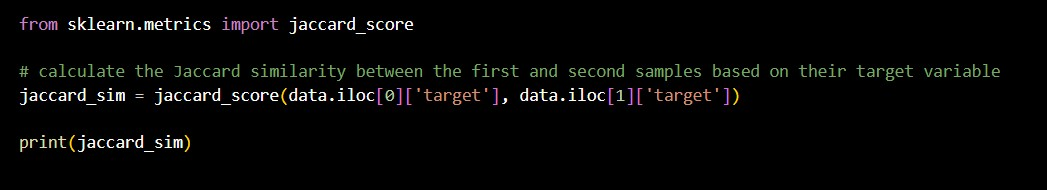 from sklearn.metrics import jaccard_score
# calculate the Jaccard similarity between the first and second samples based on their target variable
jaccard_sim = jaccard_score(data.iloc[0]['target'], data.iloc[1]['target'])
print(jaccard_sim)